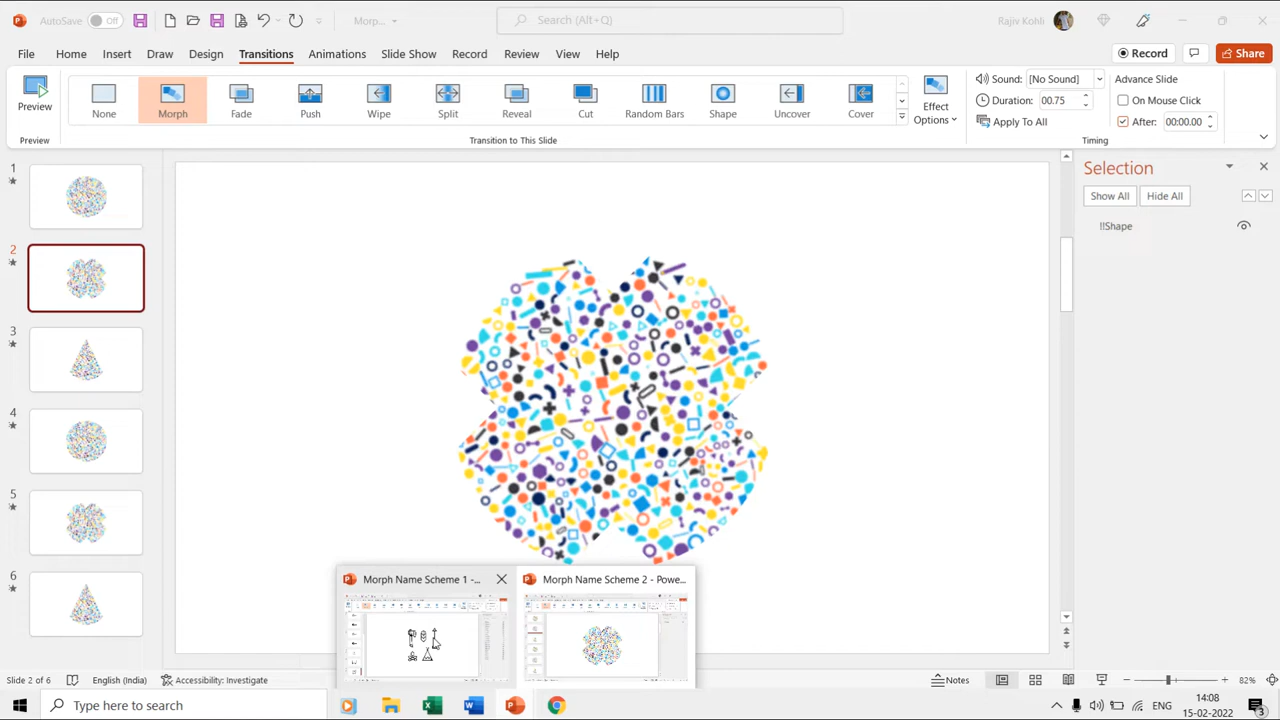 AutoSave Off Morp... Search (Alt+Q) Rajiv Kohli
File Home Insert Draw Design Transitions Animations Slide Show Record Review View Help Record Share
Preview None Morph Fade Push Wipe Split Reveal Cut Random Bars Shape Uncover Cover Effect Options
Sound: [No Sound] Advance Slide
Duration: 00.75 On Mouse Click
Apply To All After: 00:00.00
Preview Transition to This Slide Timing
Selection
Show All Hide All
!!Shape
1
2
3
4
5
6
Morph Name Scheme 1 -... Morph Name Scheme 2 - Powe...
Slide 2 of 6 English (India) Accessibility: Investigate Notes 82%
Type here to search ENG 14:08
15-02-2022 3